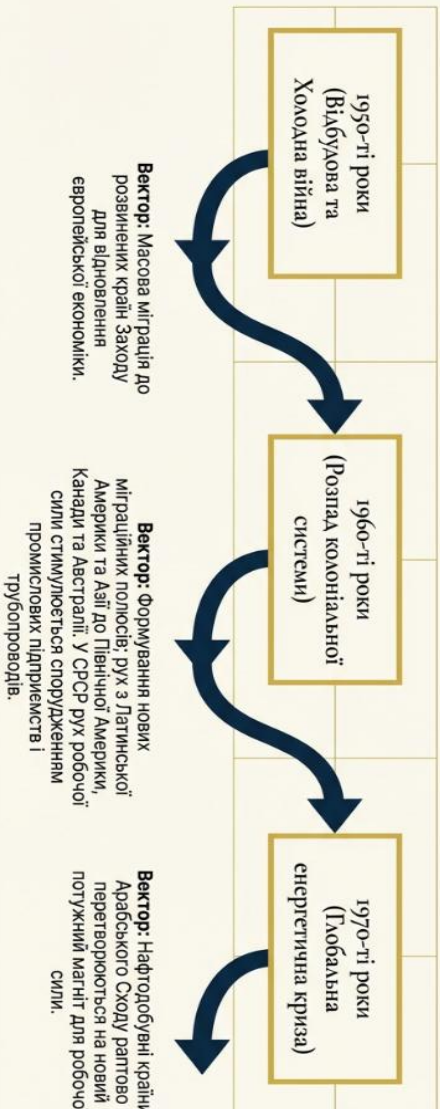 1950-ті роки
(Відбудова та
Холодна війна)
Вектор: Масова міграція до
розвинених країн Заходу
для відновлення
європейської економіки.
1960-ті роки
(Розпад колоніальної
системи)
Вектор: Формування нових
міграційних полюсів; рух з Латинської
Америки та Азії до Північної Америки,
Канади та Австралії. У СРСР рух робочої
сили стимулюється спорудженням
промислових підприємств і
трубопроводів.
1970-ті роки
(Глобальна
енергетична криза)
Вектор: Нафтодобувні країни
Арабського Сходу раптово
перетворюються на новий
потужний магніт для робочо
сили.